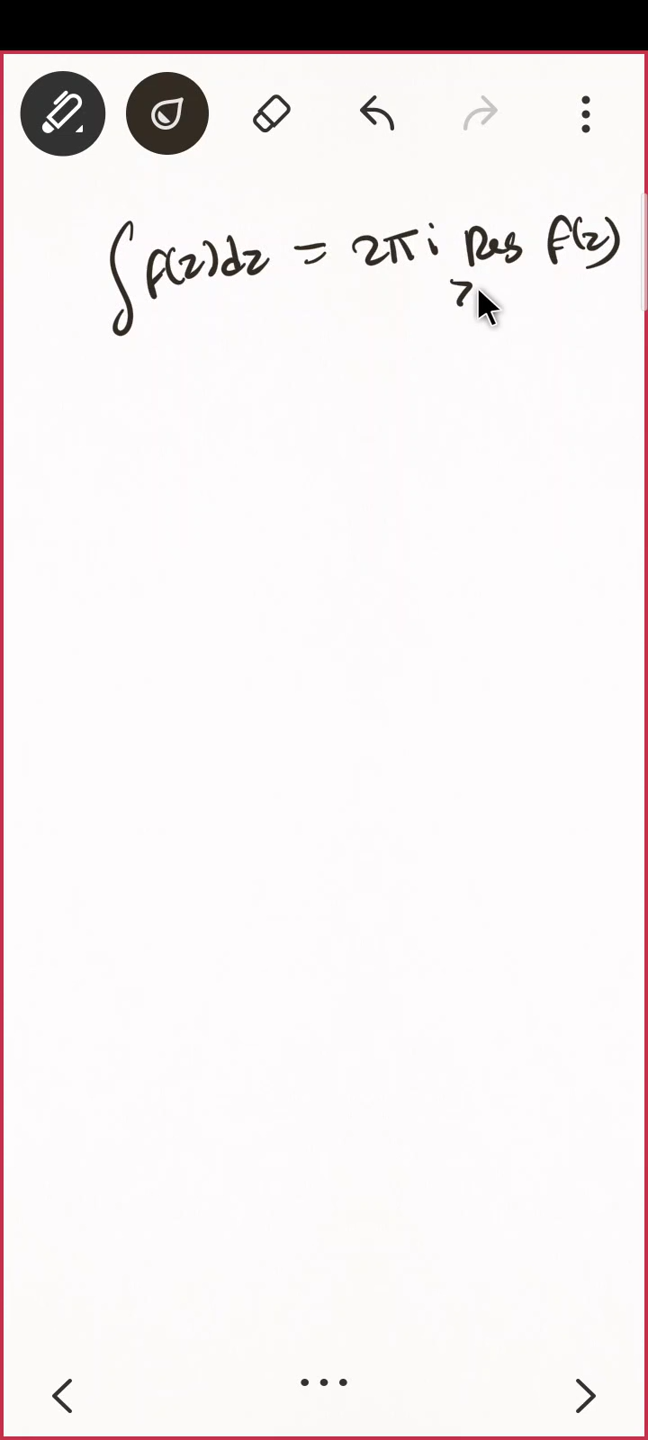 ∫ f(z)dz = 2πi Res f(z)
z